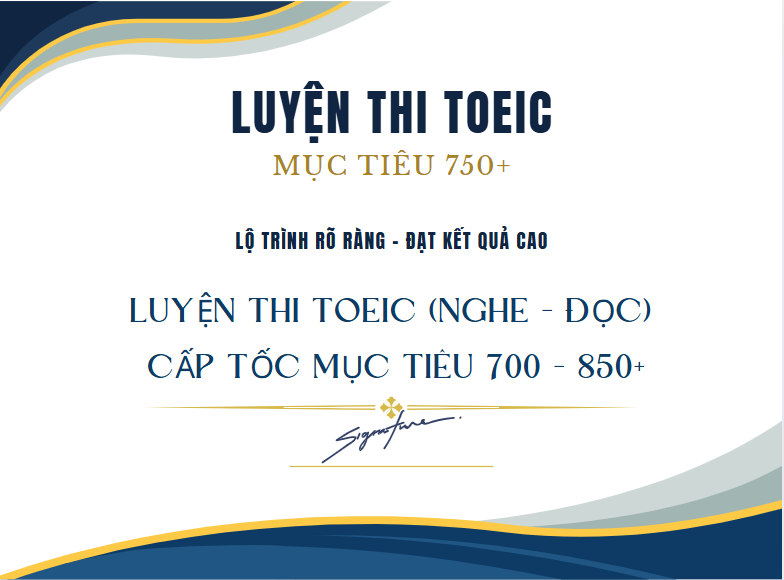 LUYỆN THI TOEIC
MỤC TIÊU 750+
LỘ TRÌNH RÕ RÀNG - ĐẠT KẾT QUẢ CAO
LUYỆN THI TOEIC (NGHE - ĐỌC)
CẤP TỐC MỤC TIÊU 700 - 850+
Signature